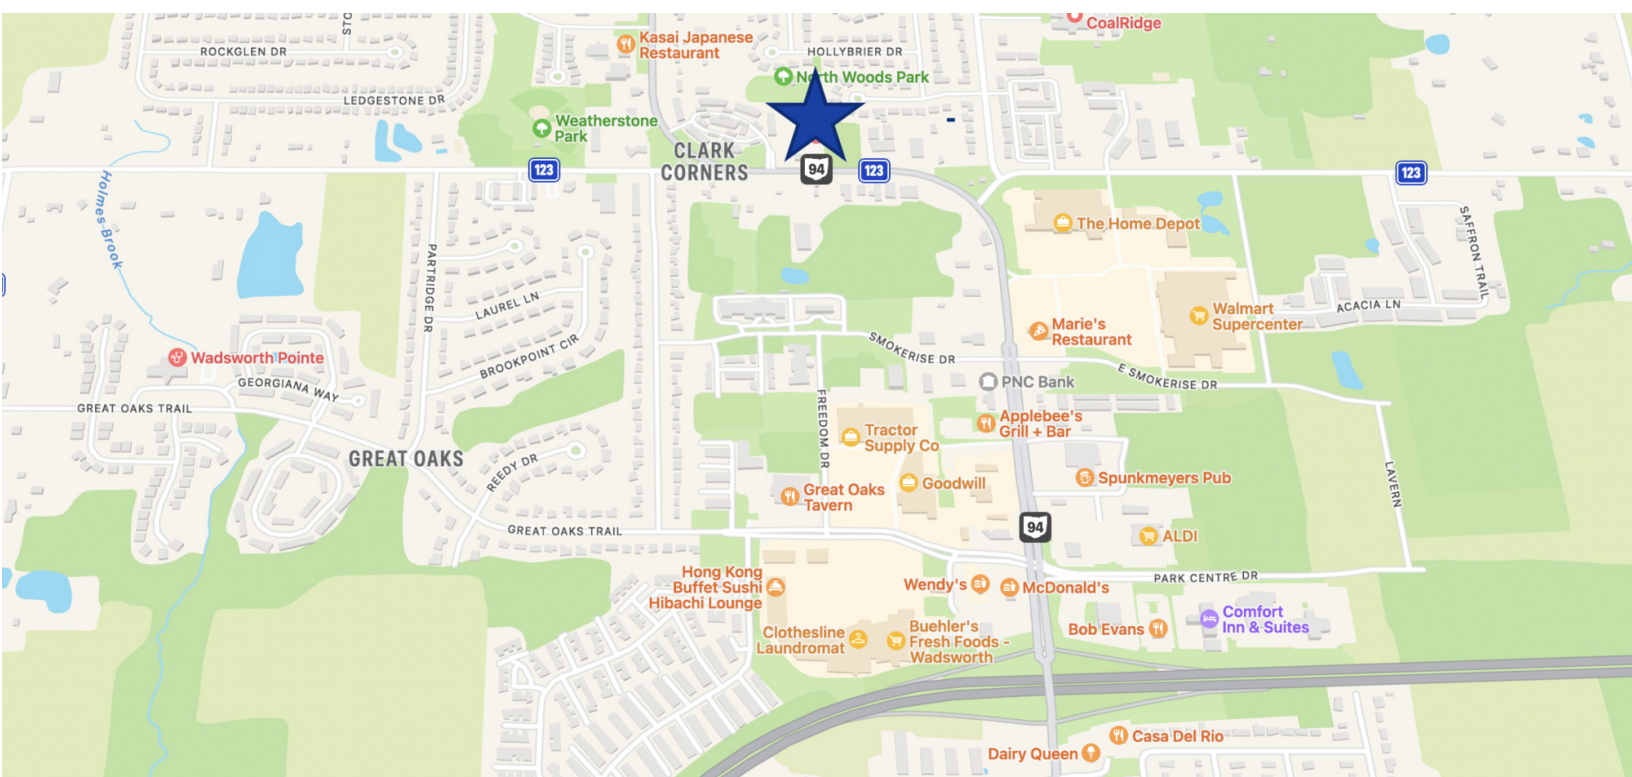 CoalRidge
STO
Kasai Japanese
Restaurant
ROCKGLEN DR
HOLLYBRIER DR
North Woods Park
LEDGESTONE DR
Weatherstone
Park
-
CLARK
CORNERS
123
94
123
123
Holmes Brook
The Home Depot
SAFFRON TRAIL
PARTRIDGE DR
LAUREL LN
ACACIA LN
Walmart
Supercenter
Marie's
Restaurant
SMOKERISE DR
BROOKPOINT CIR
Wadsworth Pointe
E SMOKERISE DR
PNC Bank
GEORGIANA WAY
GREAT OAKS TRAIL
FREEDOM DR
Applebee's
Grill + Bar
Tractor
Supply Co
GREAT OAKS
REEDY DR
Spunkmeyers Pub
Goodwill
LAVERN
Great Oaks
Tavern
GREAT OAKS TRAIL
94
ALDI
Hong Kong
Buffet Sushi
Hibachi Lounge
Wendy's
McDonald's
PARK CENTRE DR
Comfort
Inn & Suites
Bob Evans
Clothesline
Laundromat
Buehler's
Fresh Foods -
Wadsworth
Casa Del Rio
Dairy Queen